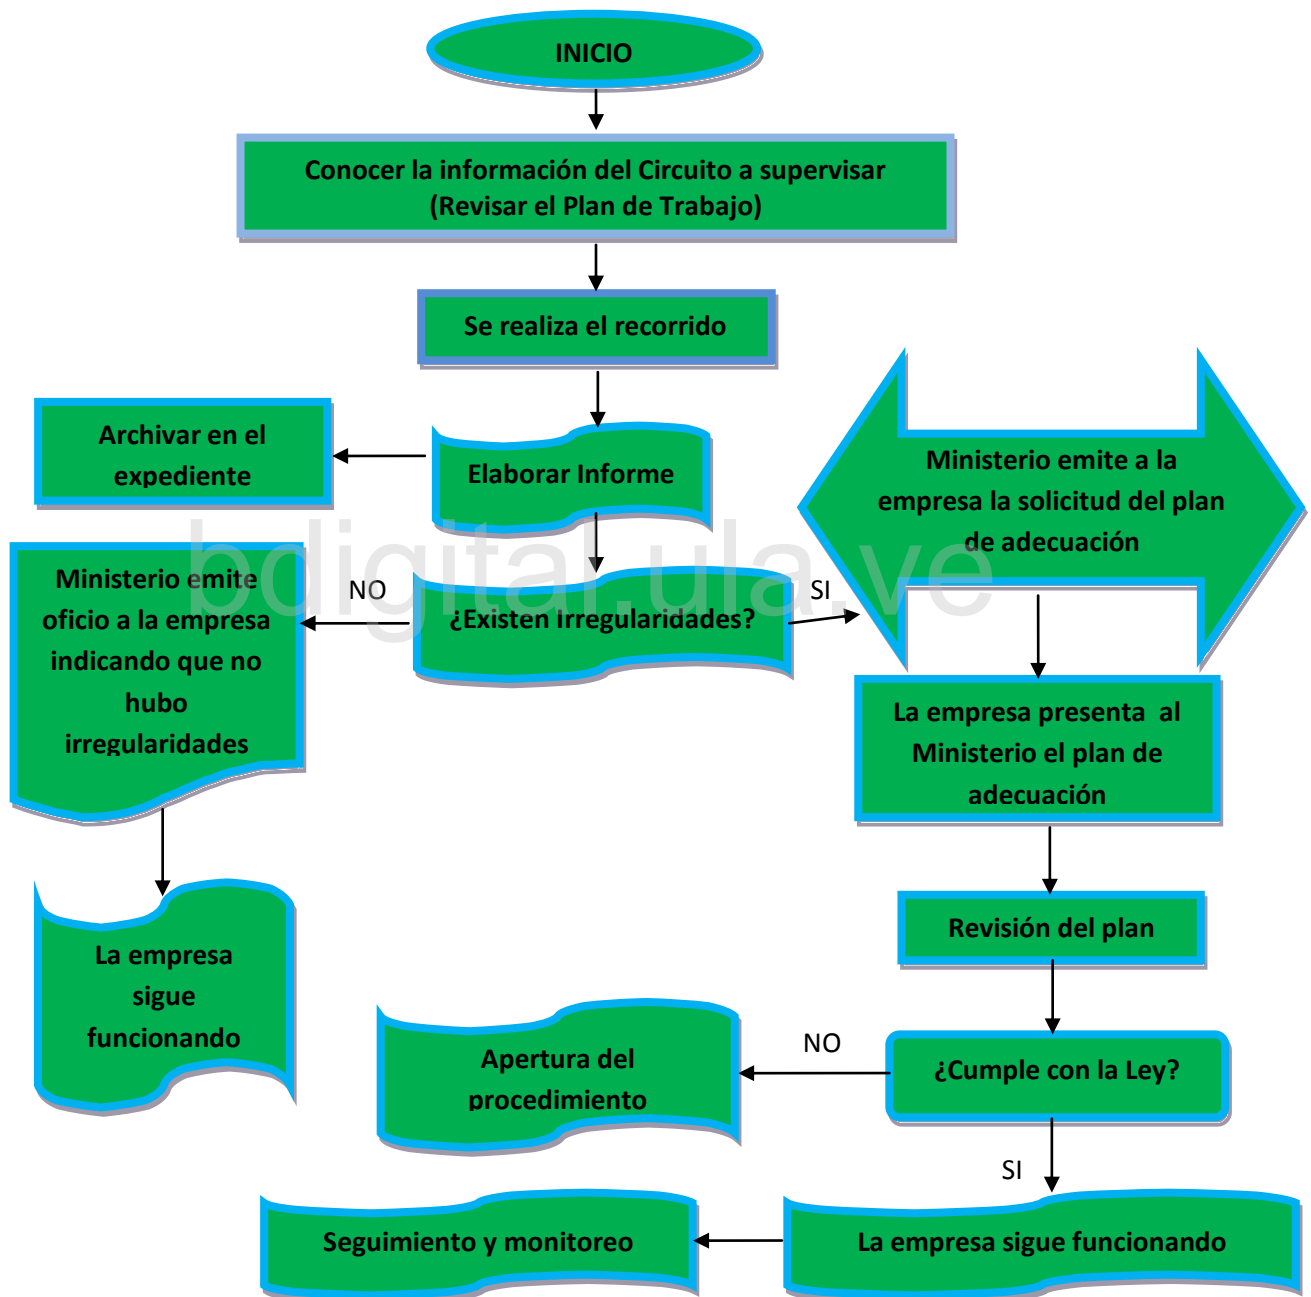 INICIO
Conocer la información del Circuito a supervisar
(Revisar el Plan de Trabajo)
Se realiza el recorrido
Archivar en el
expediente
Elaborar Informe
Ministerio emite a la
empresa la solicitud del plan
de adecuación
bdigital.ula.ve
Ministerio emite
oficio a la empresa
indicando que no
hubo
irregularidades
NO
¿Existen Irregularidades?
SI
La empresa presenta al
Ministerio el plan de
adecuación
Revisión del plan
La empresa
sigue
funcionando
Apertura del
procedimiento
NO
¿Cumple con la Ley?
SI
Seguimiento y monitoreo
La empresa sigue funcionando